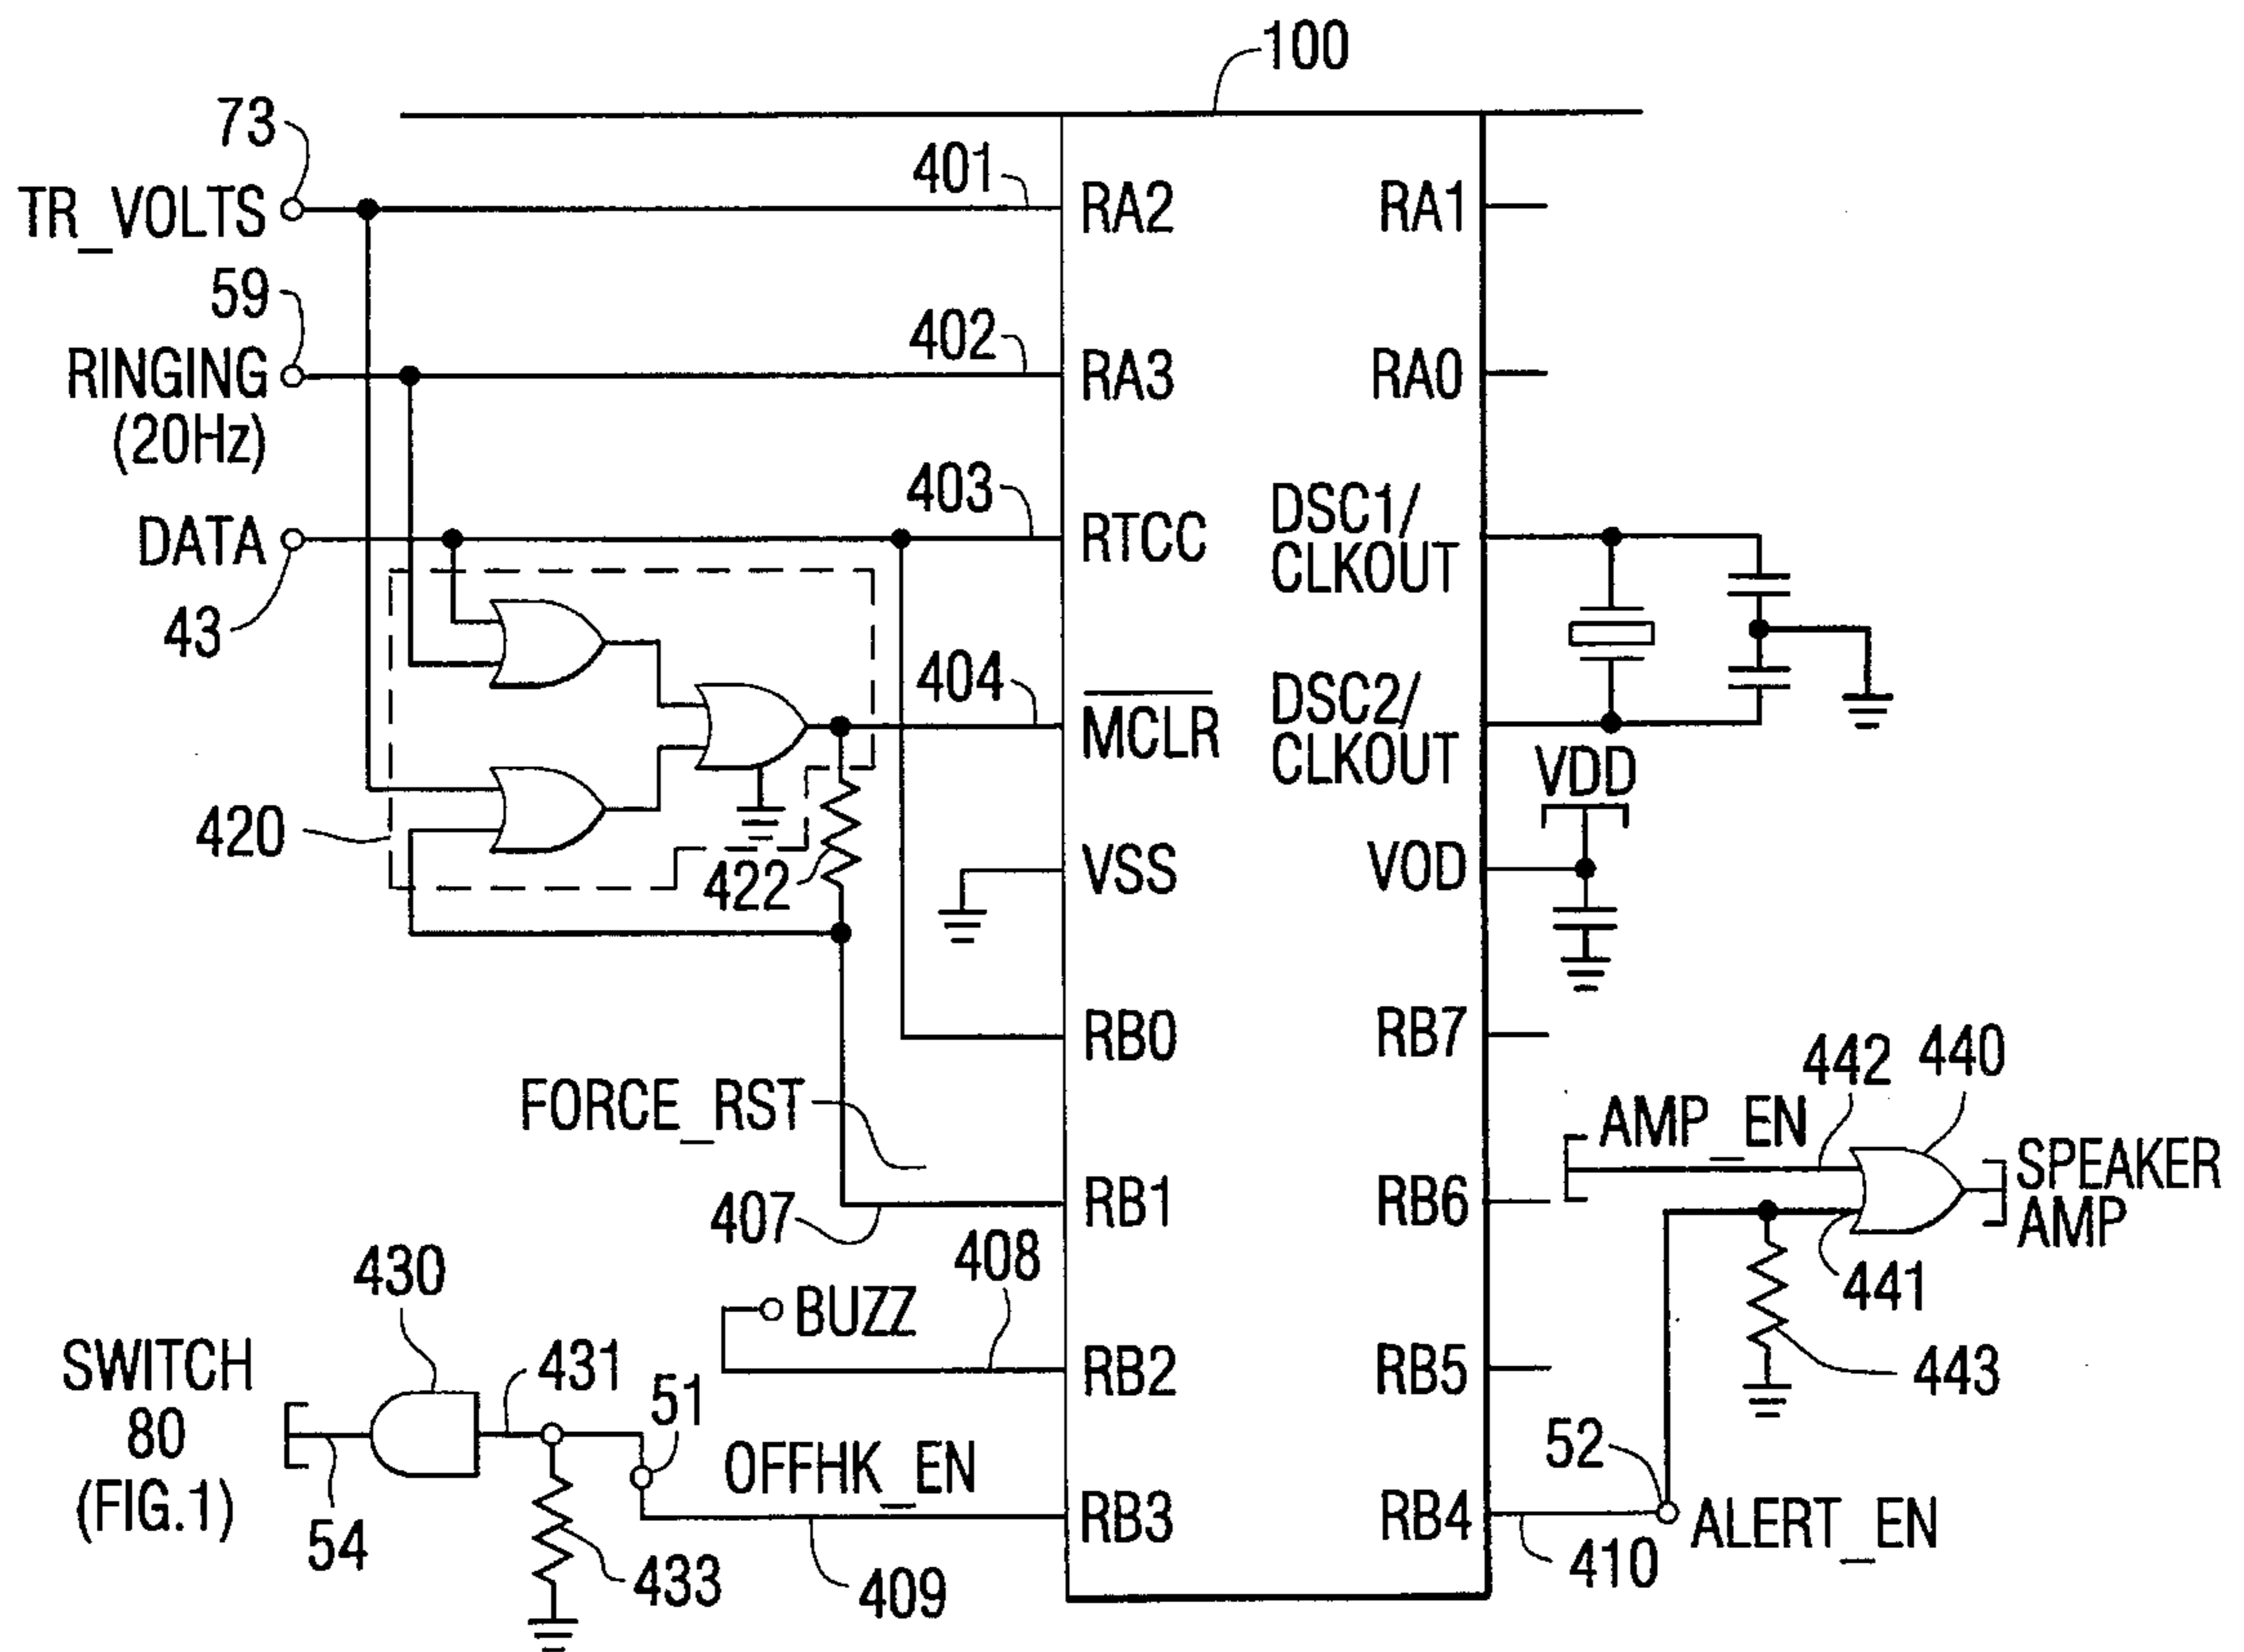 100
73
TR_VOLTS
401
RA2
RA1
59
RINGING
(20Hz)
402
RA3
RA0
DATA
43
403
RTCC
DSC1/
CLKOUT
404
MCLR
DSC2/
CLKOUT
VDD
420
422
VSS
VOD
RB0
RB7
FORCE_RST
407
RB1
AMP_EN
442
440
RB6
SPEAKER
AMP
441
443
408
BUZZ
RB2
RB5
430
SWITCH
80
(FIG.1)
54
431
51
433
OFFHK_EN
409
RB3
RB4
410
52
ALERT_EN